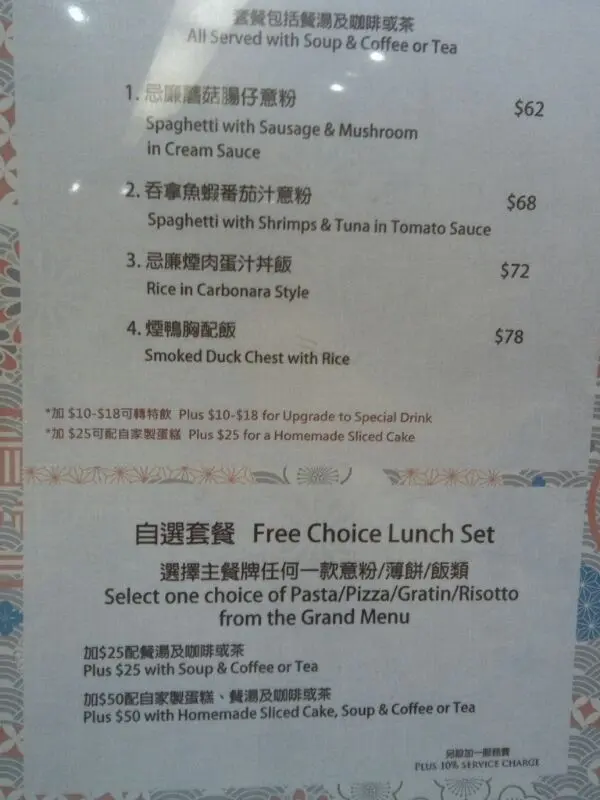 套餐包括餐湯及咖啡或茶
All Served with Soup & Coffee or Tea
1. 忌廉蘑菇腸仔意粉 $62
Spaghetti with Sausage & Mushroom
in Cream Sauce
2. 吞拿魚蝦番茄汁意粉 $68
Spaghetti with Shrimps & Tuna in Tomato Sauce
3. 忌廉煙肉蛋汁丼飯 $72
Rice in Carbonara Style
4. 煙鴨胸配飯 $78
Smoked Duck Chest with Rice
*加 $10-$18可轉特飲 Plus $10-$18 for Upgrade to Special Drink
*加 $25可配自家製蛋糕 Plus $25 for a Homemade Sliced Cake
自選套餐 Free Choice Lunch Set
選擇主餐牌任何一款意粉/薄餅/飯類
Select one choice of Pasta/Pizza/Gratin/Risotto
from the Grand Menu
加$25配餐湯及咖啡或茶
Plus $25 with Soup & Coffee or Tea
加$50配自家製蛋糕、餐湯及咖啡或茶
Plus $50 with Homemade Sliced Cake, Soup & Coffee or Tea
另設加一服務費
PLUS 10% SERVICE CHARGE